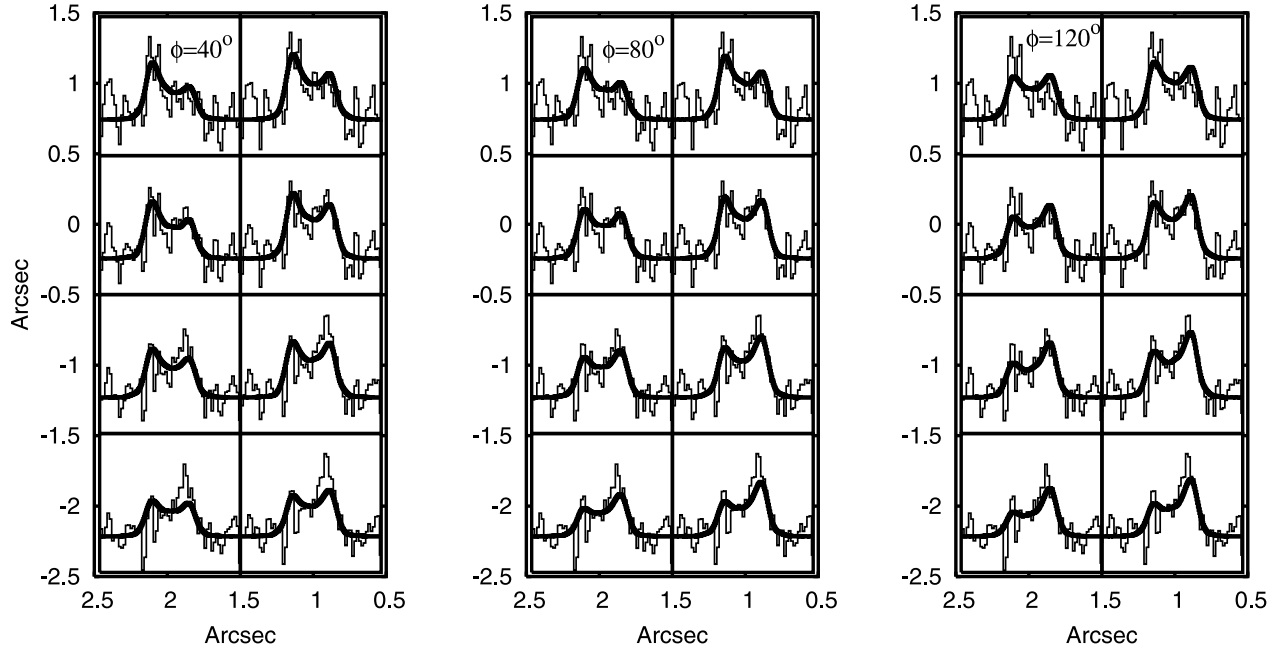 1.5 1.5 1.5
ϕ=40° ϕ=80° ϕ=120°
1 1 1
0.5 0.5 0.5
0 0 0
-0.5 -0.5 -0.5
-1 -1 -1
-1.5 -1.5 -1.5
-2 -2 -2
-2.5 -2.5 -2.5
Arcsec
2.5 2 1.5 1 0.5 2.5 2 1.5 1 0.5 2.5 2 1.5 1 0.5
Arcsec Arcsec Arcsec